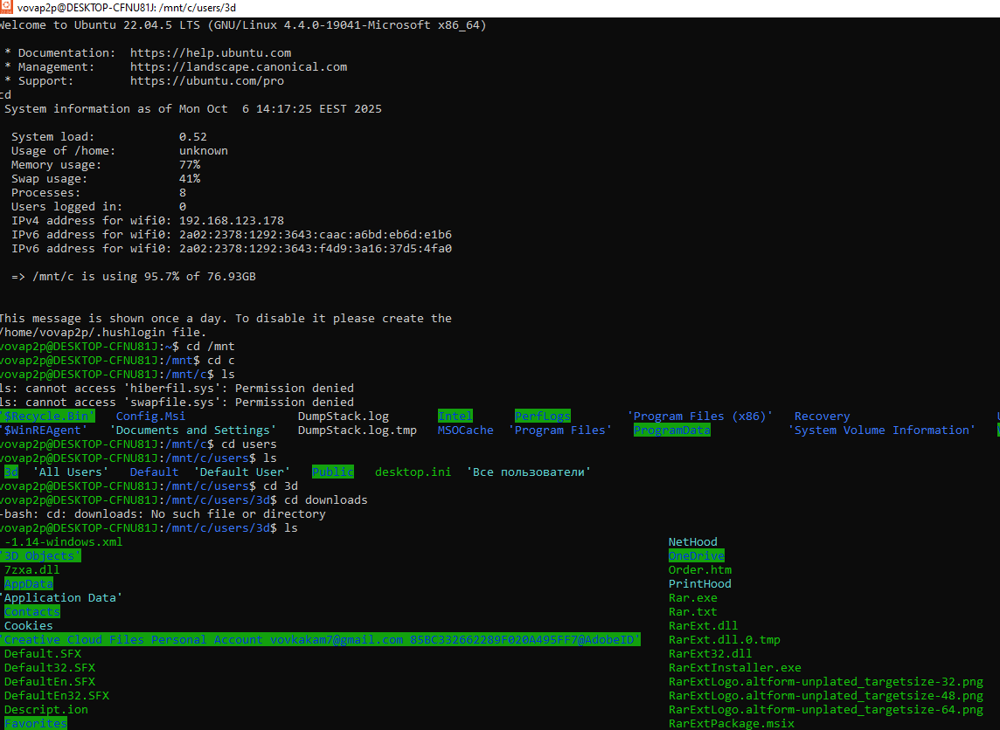 vovap2p@DESKTOP-CFNU81J: /mnt/c/users/3d
Welcome to Ubuntu 22.04.5 LTS (GNU/Linux 4.4.0-19041-Microsoft x86_64)
* Documentation: https://help.ubuntu.com
* Management: https://landscape.canonical.com
* Support: https://ubuntu.com/pro
cd
System information as of Mon Oct 6 14:17:25 EEST 2025
System load: 0.52
Usage of /home: unknown
Memory usage: 77%
Swap usage: 41%
Processes: 8
Users logged in: 0
IPv4 address for wifi0: 192.168.123.178
IPv6 address for wifi0: 2a02:2378:1292:3643:caac:a6bd:eb6d:e1b6
IPv6 address for wifi0: 2a02:2378:1292:3643:f4d9:3a16:37d5:4fa0
=> /mnt/c is using 95.7% of 76.93GB
This message is shown once a day. To disable it please create the
/home/vovap2p/.hushlogin file.
vovap2p@DESKTOP-CFNU81J:~$ cd /mnt
vovap2p@DESKTOP-CFNU81J:/mnt$ cd c
vovap2p@DESKTOP-CFNU81J:/mnt/c$ ls
ls: cannot access 'hiberfil.sys': Permission denied
ls: cannot access 'swapfile.sys': Permission denied
'$Recycle.Bin' Config.Msi DumpStack.log Intel PerfLogs 'Program Files (x86)' Recovery
'$WinREAgent' 'Documents and Settings' DumpStack.log.tmp MSOCache 'Program Files' ProgramData 'System Volume Information'
vovap2p@DESKTOP-CFNU81J:/mnt/c$ cd users
vovap2p@DESKTOP-CFNU81J:/mnt/c/users$ ls
3d 'All Users' Default 'Default User' Public desktop.ini 'Все пользователи'
vovap2p@DESKTOP-CFNU81J:/mnt/c/users$ cd 3d
vovap2p@DESKTOP-CFNU81J:/mnt/c/users/3d$ cd downloads
-bash: cd: downloads: No such file or directory
vovap2p@DESKTOP-CFNU81J:/mnt/c/users/3d$ ls
-1.14-windows.xml NetHood
'3D Objects' OneDrive
7zxa.dll Order.htm
AppData PrintHood
'Application Data' Rar.exe
Contacts Rar.txt
Cookies RarExt.dll
'Creative Cloud Files Personal Account vovkakam7@gmail.com 85BC332662289F020A495FF7@AdobeID' RarExt.dll.0.tmp
Default.SFX RarExt32.dll
Default32.SFX RarExtInstaller.exe
DefaultEn.SFX RarExtLogo.altform-unplated_targetsize-32.png
DefaultEn32.SFX RarExtLogo.altform-unplated_targetsize-48.png
Descript.ion RarExtLogo.altform-unplated_targetsize-64.png
Favorites RarExtPackage.msix